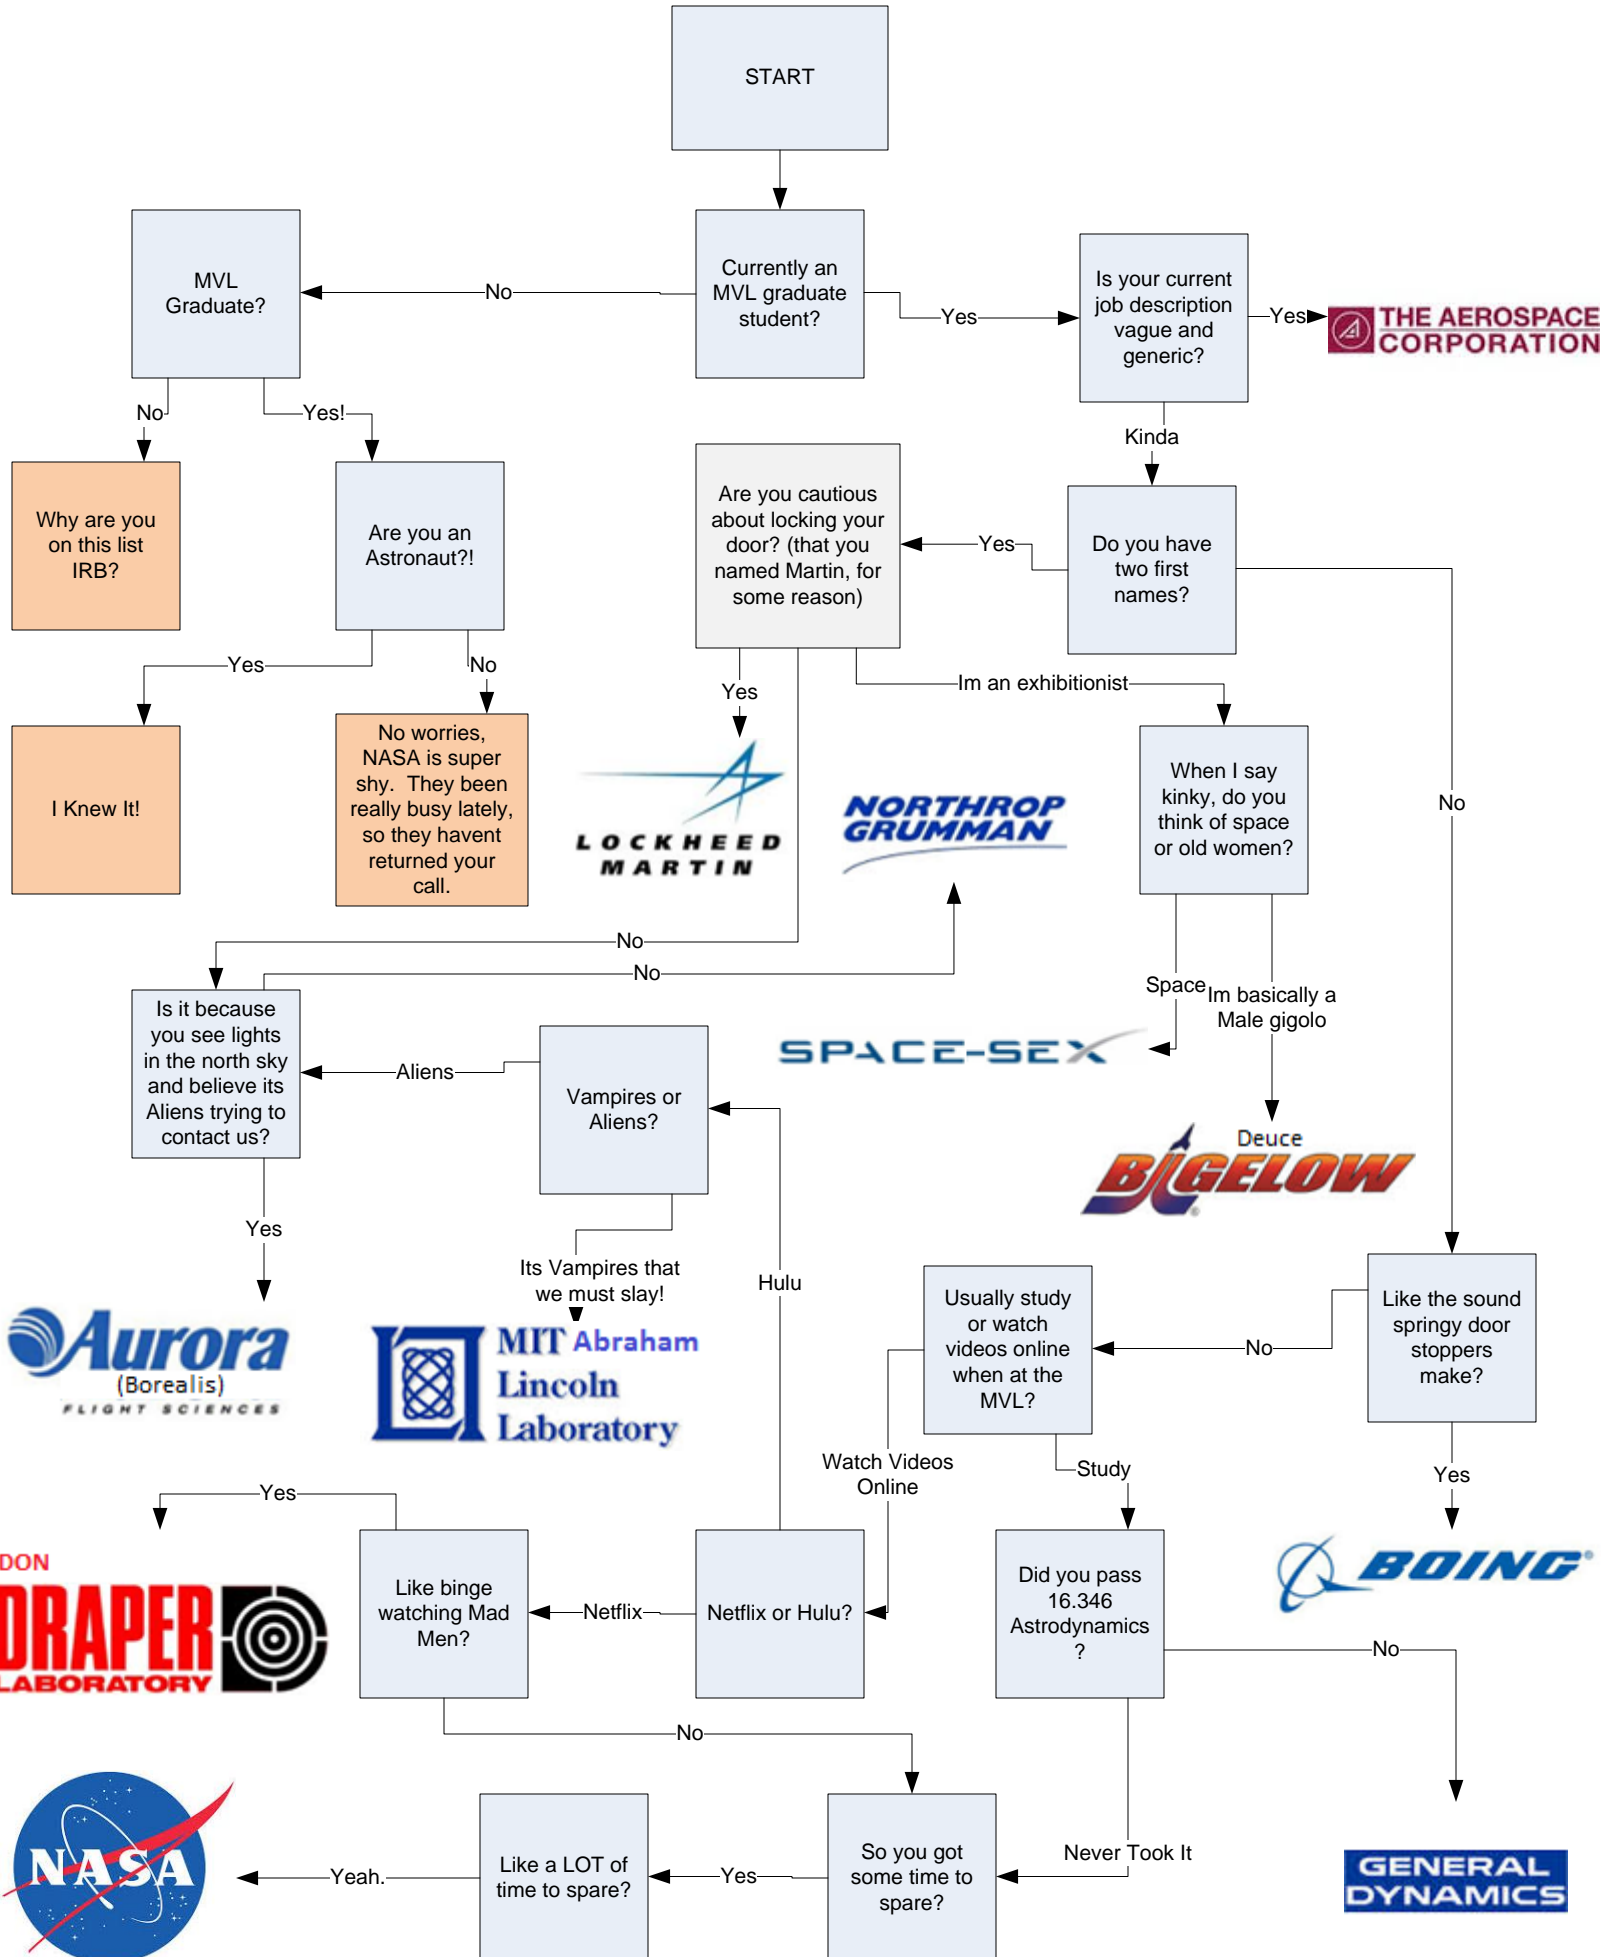 START
MVL
Graduate?
No
Currently an
MVL graduate
student?
Yes
Is your current
job description
vague and
generic?
Yes
THE AEROSPACE
CORPORATION
No
Yes!
Kinda
Why are you
on this list
IRB?
Are you an
Astronaut?!
Are you cautious
about locking your
door? (that you
named Martin, for
some reason)
Yes
Do you have
two first
names?
Yes
No
Yes
Im an exhibitionist
I Knew It!
No worries,
NASA is super
shy.  They been
really busy lately,
so they havent
returned your
call.
LOCKHEED
MARTIN
NORTHROP
GRUMMAN
When I say
kinky, do you
think of space
or old women?
No
No
No
Space
Im basically a
Male gigolo
Is it because
you see lights
in the north sky
and believe its
Aliens trying to
contact us?
Aliens
Vampires or
Aliens?
SPACE-SEX
Deuce
BIGELOW
®
Yes
Its Vampires that
we must slay!
Hulu
Usually study
or watch
videos online
when at the
MVL?
No
Like the sound
springy door
stoppers
make?
Aurora
(Borealis)
FLIGHT SCIENCES
MIT Abraham
Lincoln
Laboratory
Watch Videos
Online
Study
Yes
Yes
DON
DRAPER
LABORATORY
Like binge
watching Mad
Men?
Netflix
Netflix or Hulu?
Did you pass
16.346
Astrodynamics
?
BOING®
No
No
NASA
Yeah.
Like a LOT of
time to spare?
Yes
So you got
some time to
spare?
Never Took It
GENERAL
DYNAMICS